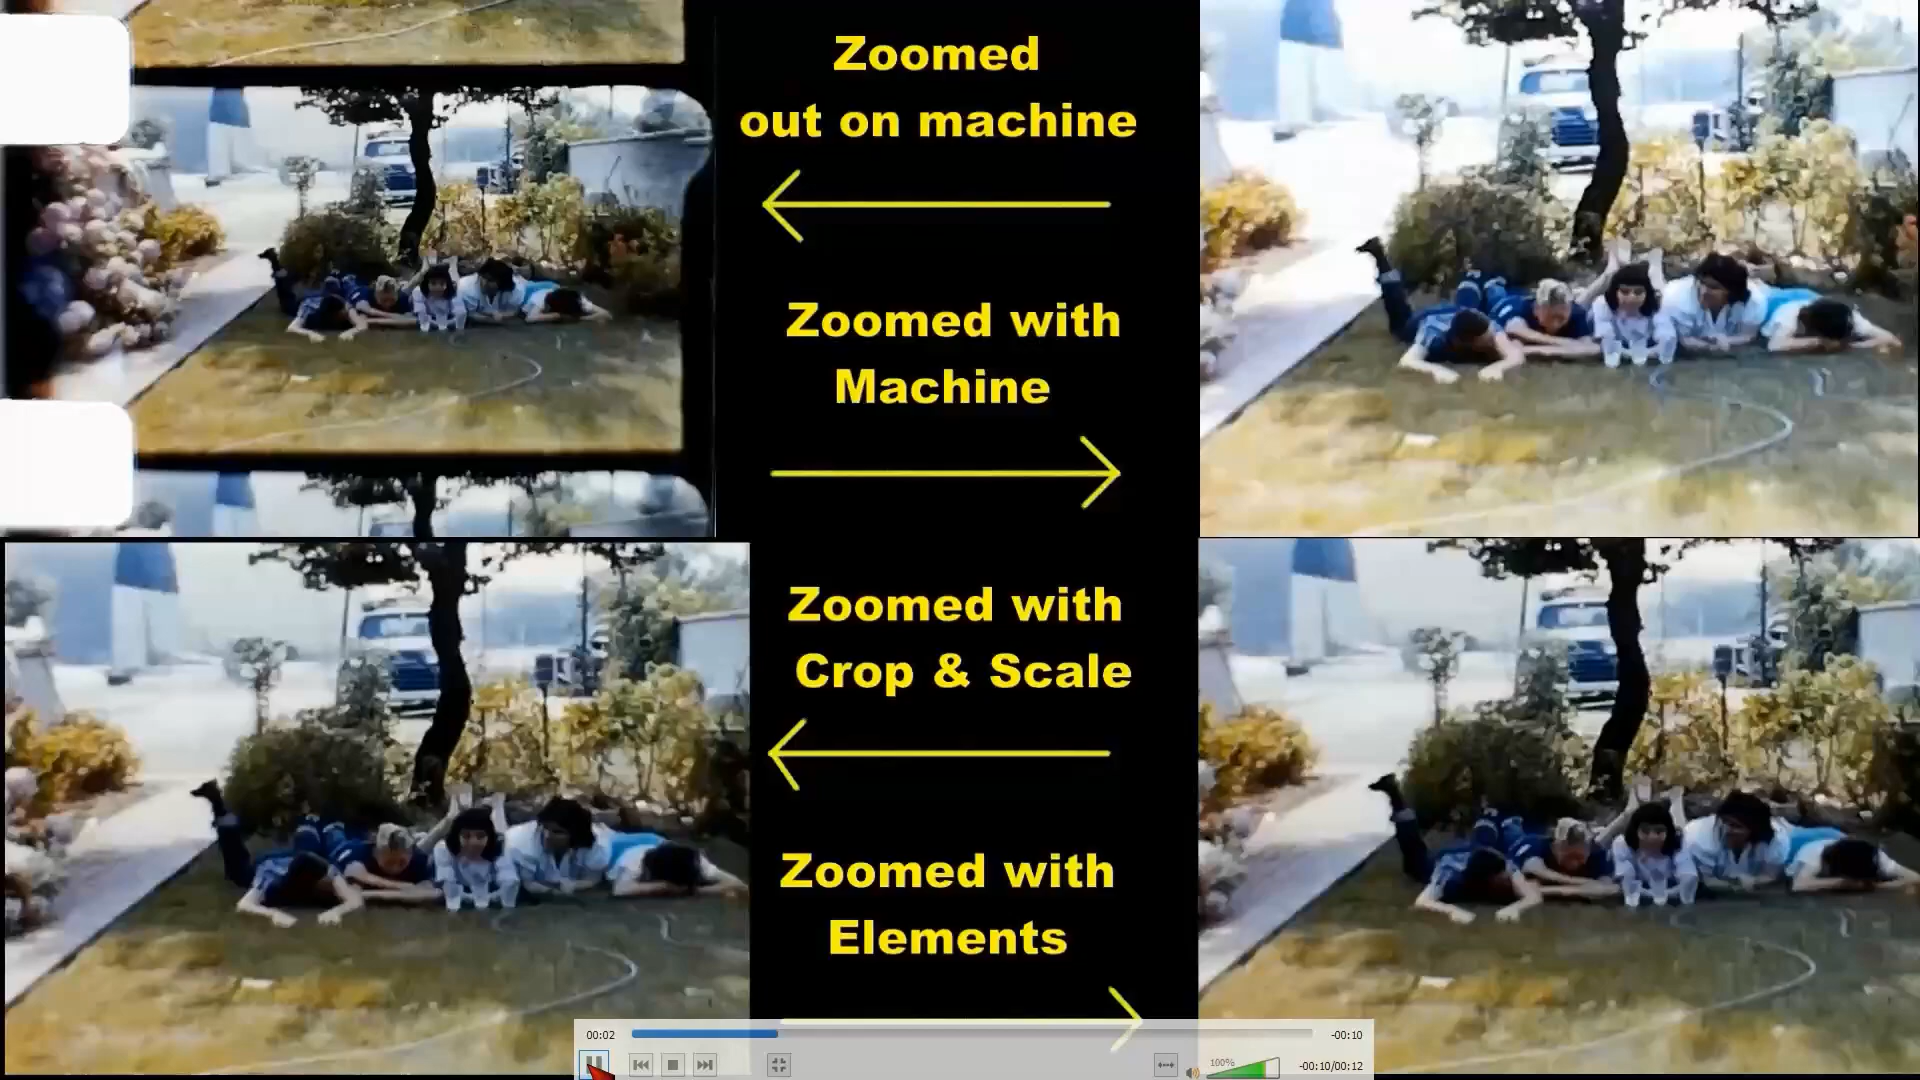 Zoomed
out on machine
Zoomed with
Machine
Zoomed with
Crop & Scale
Zoomed with
Elements
00:02
-00:10
100%
-00:10/00:12